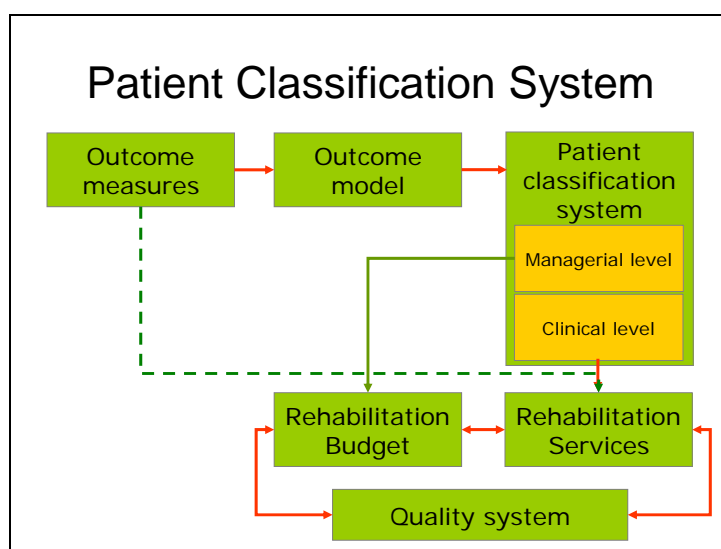 Patient Classification System
Outcome
measures
Outcome
model
Patient
classification
system
Managerial level
Clinical level
Rehabilitation
Budget
Rehabilitation
Services
Quality system